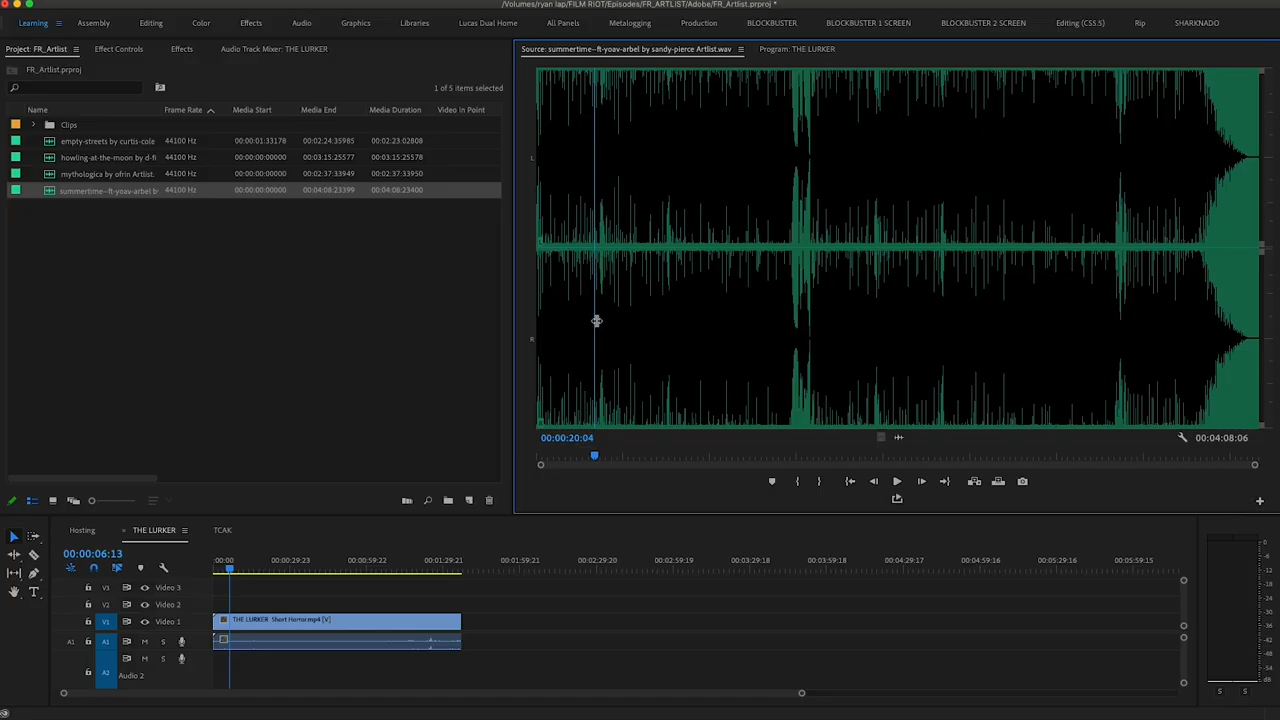 /Volumes/ryan lap/FILM RIOT/Episodes/FR_ARTLIST/Adobe/FR_Artlist.prproj *
Learning Assembly Editing Color Effects Audio Graphics Libraries Lucas Dual Home All Panels Metalogging Production BLOCKBUSTER BLOCKBUSTER 1 SCREEN BLOCKBUSTER 2 SCREEN Editing (CS5.5) Rip SHARKNADO
Project: FR_Artlist Effect Controls Effects Audio Track Mixer: THE LURKER
Source: summertime--ft-yoav-arbel by sandy-pierce Artlist.wav Program: THE LURKER
FR_Artlist.prproj
1 of 5 items selected
Name Frame Rate Media Start Media End Media Duration Video In Point
Clips
empty-streets by curtis-cole 44100 Hz 00:00:01:33178 00:02:24:35985 00:02:23:02808
howling-at-the-moon by d-fi 44100 Hz 00:00:00:00000 00:03:15:25577 00:03:15:25578
mythologica by ofrin Artlist. 44100 Hz 00:00:00:00000 00:02:37:33949 00:02:37:33950
summertime--ft-yoav-arbel by 44100 Hz 00:00:00:00000 00:04:08:23399 00:04:08:23400
L
R
00:00:20:04 00:04:08:06
Hosting × THE LURKER TCAK
00:00:06:13
:00:00 00:00:29:23 00:00:59:22 00:01:29:21 00:01:59:21 00:02:29:20 00:02:59:19 00:03:29:18 00:03:59:18 00:04:29:17 00:04:59:16 00:05:29:16 00:05:59:15
V3 Video 3
V2 Video 2
V1 Video 1
THE LURKER Short Horror.mp4 [V]
A1 A1 M S
M S
A2 Audio 2
0
-6
-12
-18
-24
-30
-36
-42
-48
-54
dB
S S